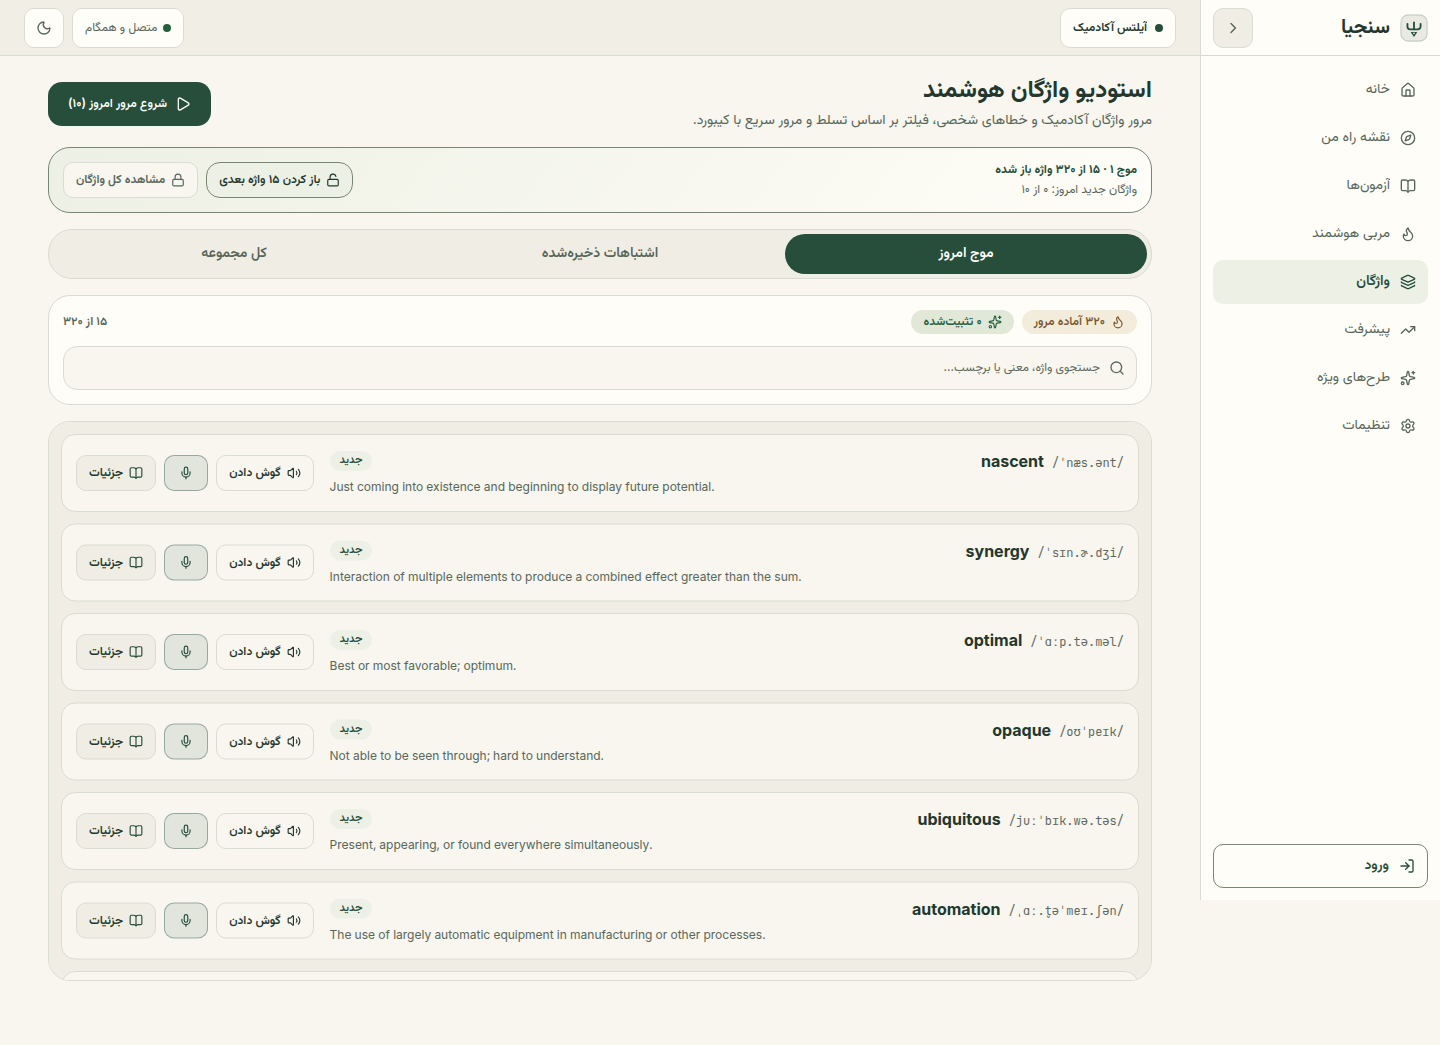 سنجیا
آیلتس آکادمیک
متصل و همگام
خانه
نقشه راه من
آزمون‌ها
مربی هوشمند
واژگان
پیشرفت
طرح‌های ویژه
تنظیمات
ورود
استودیو واژگان هوشمند
مرور واژگان آکادمیک و خطاهای شخصی، فیلتر بر اساس تسلط و مرور سریع با کیبورد.
شروع مرور امروز (۱۰)
موج ۱ · ۱۵ از ۳۲۰ واژه باز شده
واژگان جدید امروز: ۰ از ۱۰
باز کردن ۱۵ واژه بعدی
مشاهده کل واژگان
موج امروز
اشتباهات ذخیره‌شده
کل مجموعه
۳۲۰ آماده مرور
۰ تثبیت‌شده
۱۵ از ۳۲۰
جستجوی واژه، معنی یا برچسب...
nascent /ˈnæs.ənt/
جدید
Just coming into existence and beginning to display future potential.
گوش دادن
جزئیات
synergy /ˈsɪn.ɚ.dʒi/
جدید
Interaction of multiple elements to produce a combined effect greater than the sum.
گوش دادن
جزئیات
optimal /ˈɑːp.tə.məl/
جدید
Best or most favorable; optimum.
گوش دادن
جزئیات
opaque /oʊˈpeɪk/
جدید
Not able to be seen through; hard to understand.
گوش دادن
جزئیات
ubiquitous /juːˈbɪk.wə.təs/
جدید
Present, appearing, or found everywhere simultaneously.
گوش دادن
جزئیات
automation /ˌɑː.t̬əˈmeɪ.ʃən/
جدید
The use of largely automatic equipment in manufacturing or other processes.
گوش دادن
جزئیات